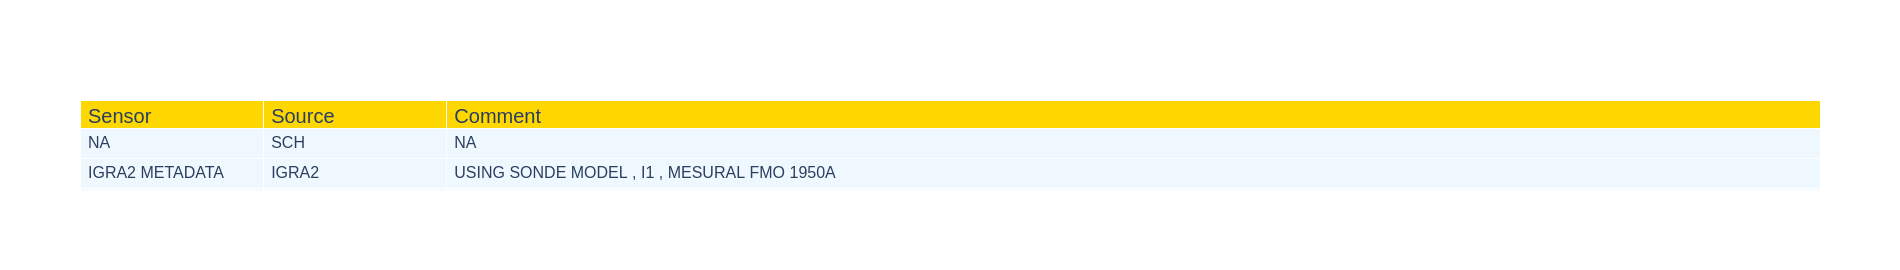 Sensor Source Comment
NA SCH NA
IGRA2 METADATA IGRA2 USING SONDE MODEL , I1 , MESURAL FMO 1950A